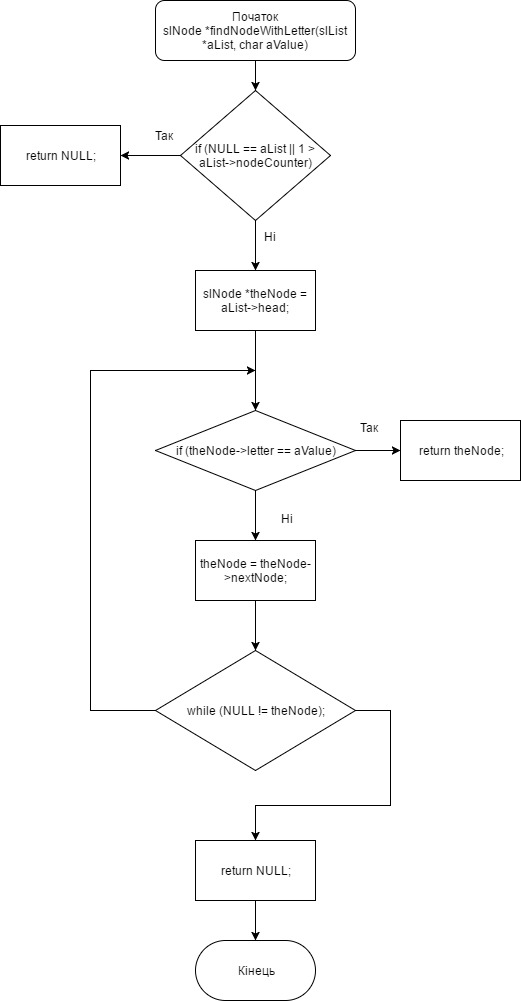 Початок
slNode *findNodeWithLetter(slList
*aList, char aValue)
Так
if (NULL == aList || 1 >
aList->nodeCounter)
return NULL;
Ні
slNode *theNode =
aList->head;
Так
if (theNode->letter == aValue)
return theNode;
Ні
theNode = theNode-
>nextNode;
while (NULL != theNode);
return NULL;
Кінець